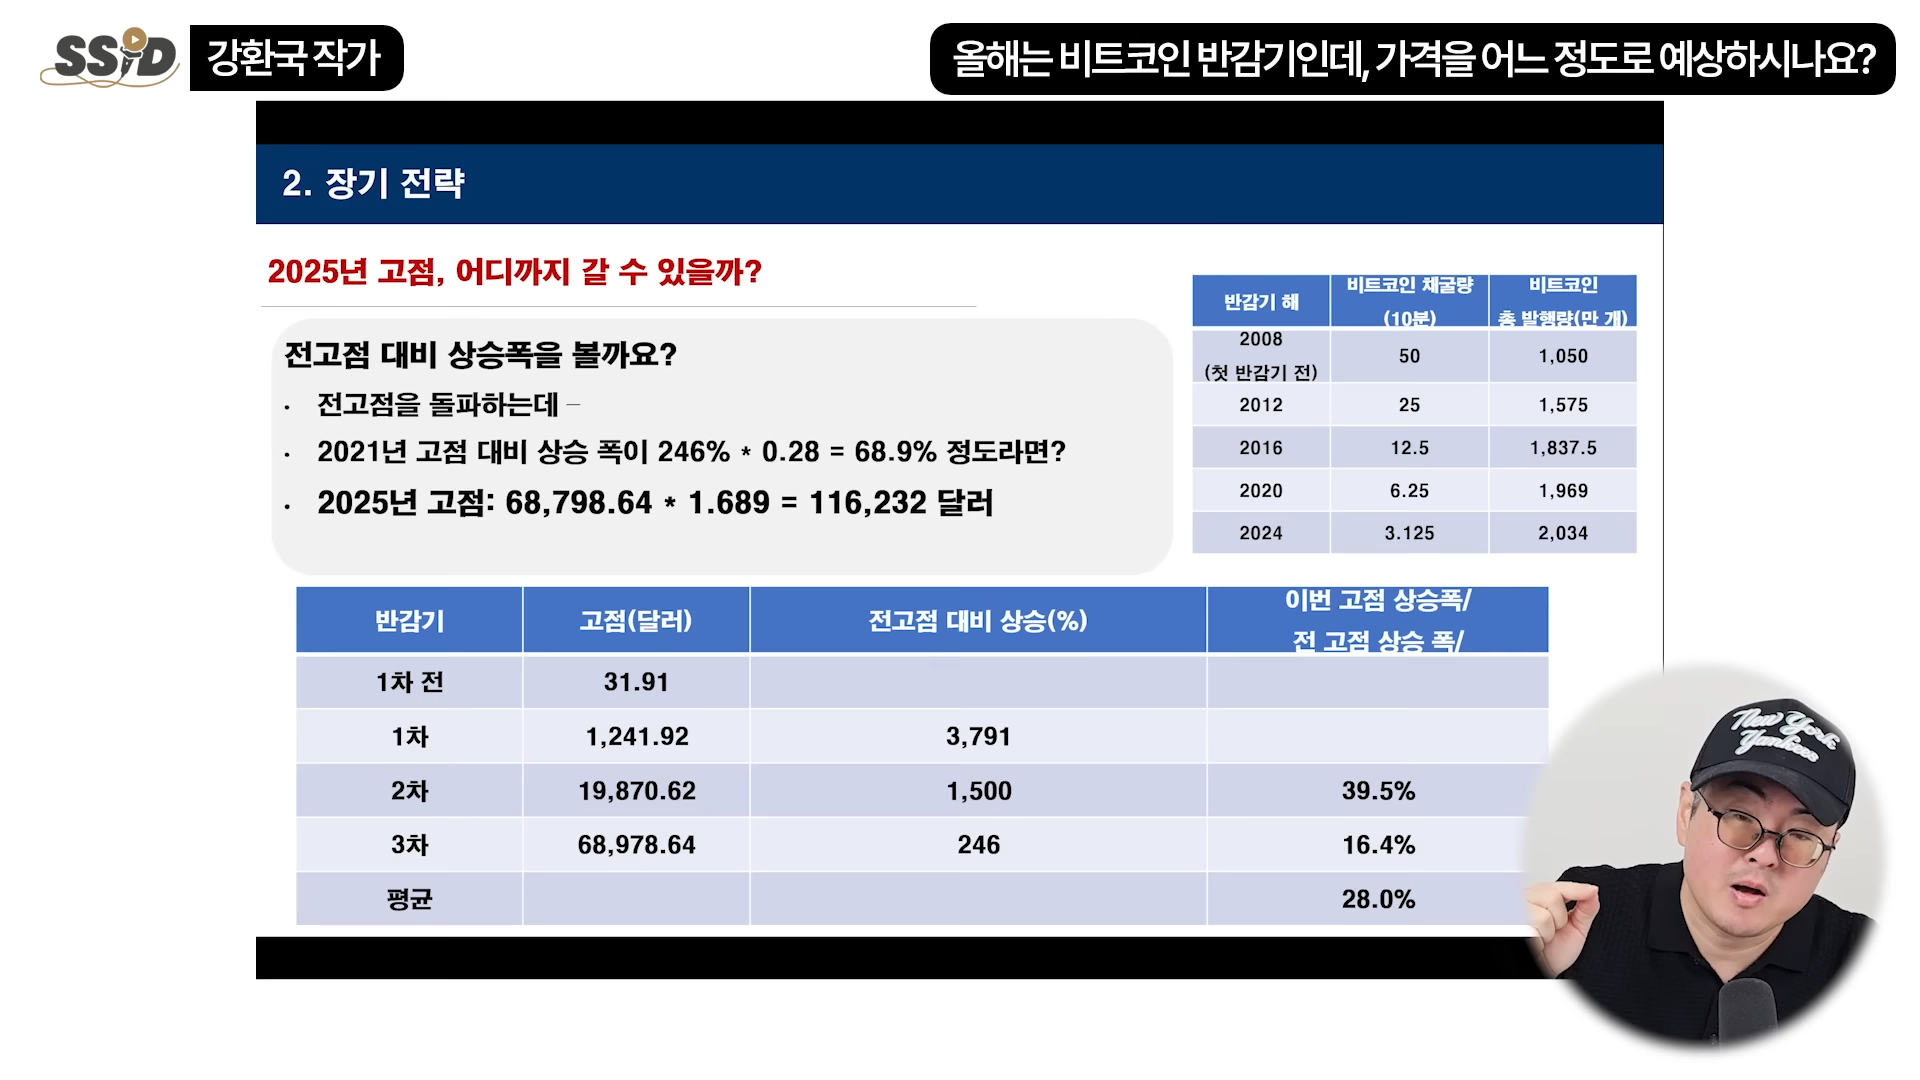 SSiD
강환국 작가
올해는 비트코인 반감기인데, 가격을 어느 정도로 예상하시나요?
2. 장기 전략
2025년 고점, 어디까지 갈 수 있을까?
전고점 대비 상승폭을 볼까요?
· 전고점을 돌파하는데 –
· 2021년 고점 대비 상승 폭이 246% * 0.28 = 68.9% 정도라면?
· 2025년 고점: 68,798.64 * 1.689 = 116,232 달러
반감기 해 비트코인 채굴량 (10분) 비트코인 총 발행량(만 개)
2008 (첫 반감기 전) 50 1,050
2012 25 1,575
2016 12.5 1,837.5
2020 6.25 1,969
2024 3.125 2,034
반감기 고점(달러) 전고점 대비 상승(%) 이번 고점 상승폭/ 전 고점 상승 폭/
1차 전 31.91
1차 1,241.92 3,791
2차 19,870.62 1,500 39.5%
3차 68,978.64 246 16.4%
평균 28.0%
New York
Yankees